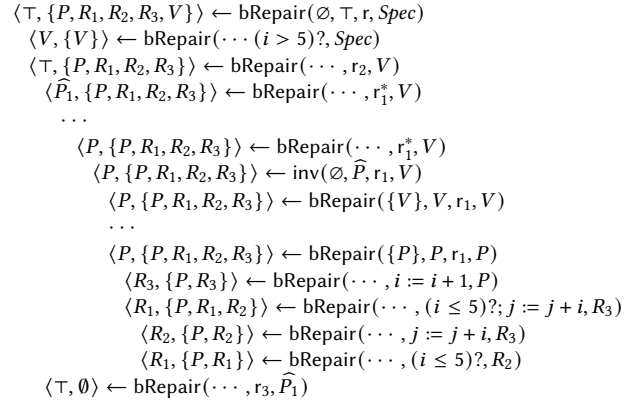 ⟨⊤, {P, R₁, R₂, R₃, V}⟩ ← bRepair(∅, ⊤, r, Spec)
⟨V, {V}⟩ ← bRepair(· · · (i > 5)?, Spec)
⟨⊤, {P, R₁, R₂, R₃}⟩ ← bRepair(· · · , r₂, V)
⟨P̂₁, {P, R₁, R₂, R₃}⟩ ← bRepair(· · · , r₁*, V)
· · ·
⟨P, {P, R₁, R₂, R₃}⟩ ← bRepair(· · · , r₁*, V)
⟨P, {P, R₁, R₂, R₃}⟩ ← inv(∅, P̂, r₁, V)
⟨P, {P, R₁, R₂, R₃}⟩ ← bRepair({V}, V, r₁, V)
· · ·
⟨P, {P, R₁, R₂, R₃}⟩ ← bRepair({P}, P, r₁, P)
⟨R₃, {P, R₃}⟩ ← bRepair(· · · , i := i + 1, P)
⟨R₁, {P, R₁, R₂}⟩ ← bRepair(· · · , (i ≤ 5)?; j := j + i, R₃)
⟨R₂, {P, R₂}⟩ ← bRepair(· · · , j := j + i, R₃)
⟨R₁, {P, R₁}⟩ ← bRepair(· · · , (i ≤ 5)?, R₂)
⟨⊤, ∅⟩ ← bRepair(· · · , r₃, P̂₁)